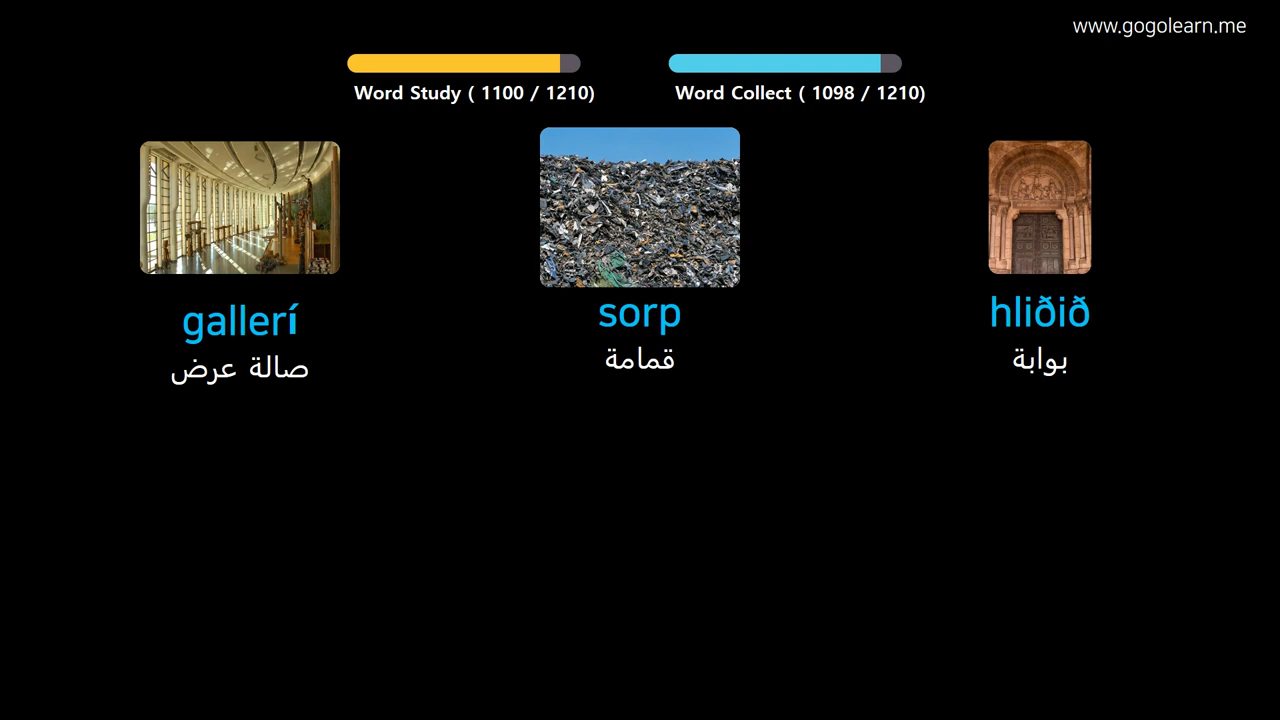 www.gogolearn.me
Word Study ( 1100 / 1210)
Word Collect ( 1098 / 1210)
gallerí
صالة عرض
sorp
قمامة
hliðið
بوابة